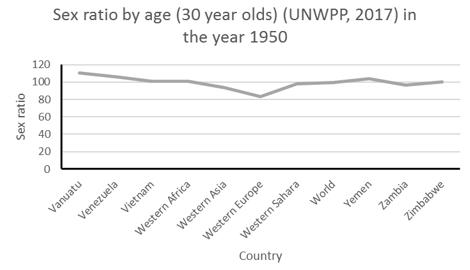 Sex ratio by age (30 year olds) (UNWPP, 2017) in
the year 1950
120
100
80
60
40
20
0
Sex ratio
Vanuatu
Venezuela
Vietnam
Western Africa
Western Asia
Western Europe
Western Sahara
World
Yemen
Zambia
Zimbabwe
Country